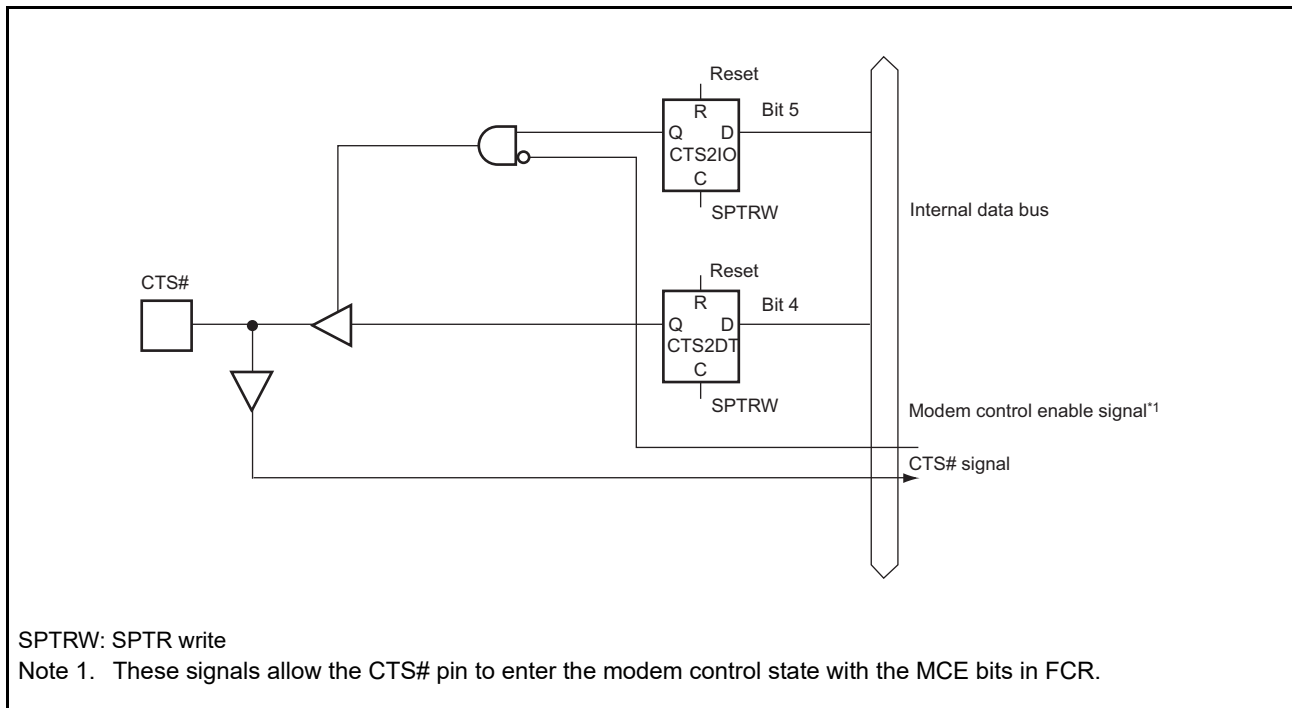 Reset
R
Bit 5
Q D
CTS2IO
C
SPTRW
Internal data bus
Reset
CTS#
R
Bit 4
Q D
CTS2DT
C
SPTRW
Modem control enable signal*1
CTS# signal
SPTRW: SPTR write
Note 1. These signals allow the CTS# pin to enter the modem control state with the MCE bits in FCR.